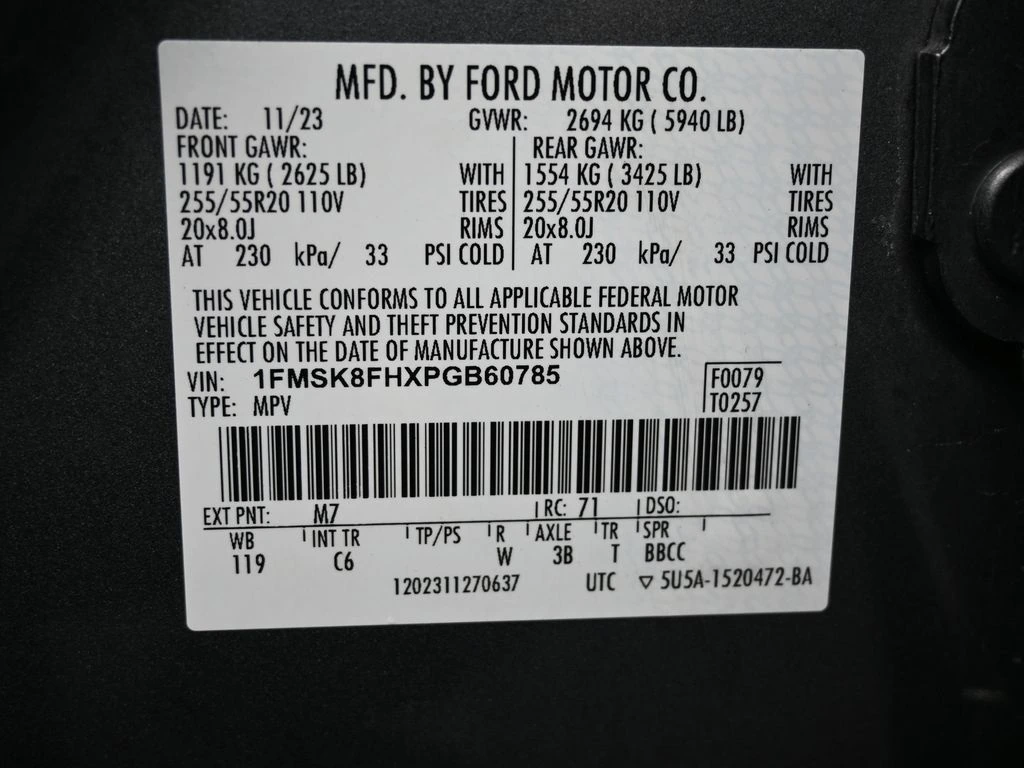 MFD. BY FORD MOTOR CO.
DATE: 11/23 GVWR: 2694 KG ( 5940 LB)
FRONT GAWR: REAR GAWR:
1191 KG ( 2625 LB) WITH 1554 KG ( 3425 LB) WITH
255/55R20 110V TIRES 255/55R20 110V TIRES
20x8.0J RIMS 20x8.0J RIMS
AT 230 kPa/ 33 PSI COLD AT 230 kPa/ 33 PSI COLD
THIS VEHICLE CONFORMS TO ALL APPLICABLE FEDERAL MOTOR
VEHICLE SAFETY AND THEFT PREVENTION STANDARDS IN
EFFECT ON THE DATE OF MANUFACTURE SHOWN ABOVE.
VIN: 1FMSK8FHXPGB60785 F0079
TYPE: MPV T0257
EXT PNT: M7 RC: 71 DSO:
WB INT TR TP/PS R AXLE TR SPR
119 C6 W 3B T BBCC
1202311270637 UTC ▽ 5U5A-1520472-BA